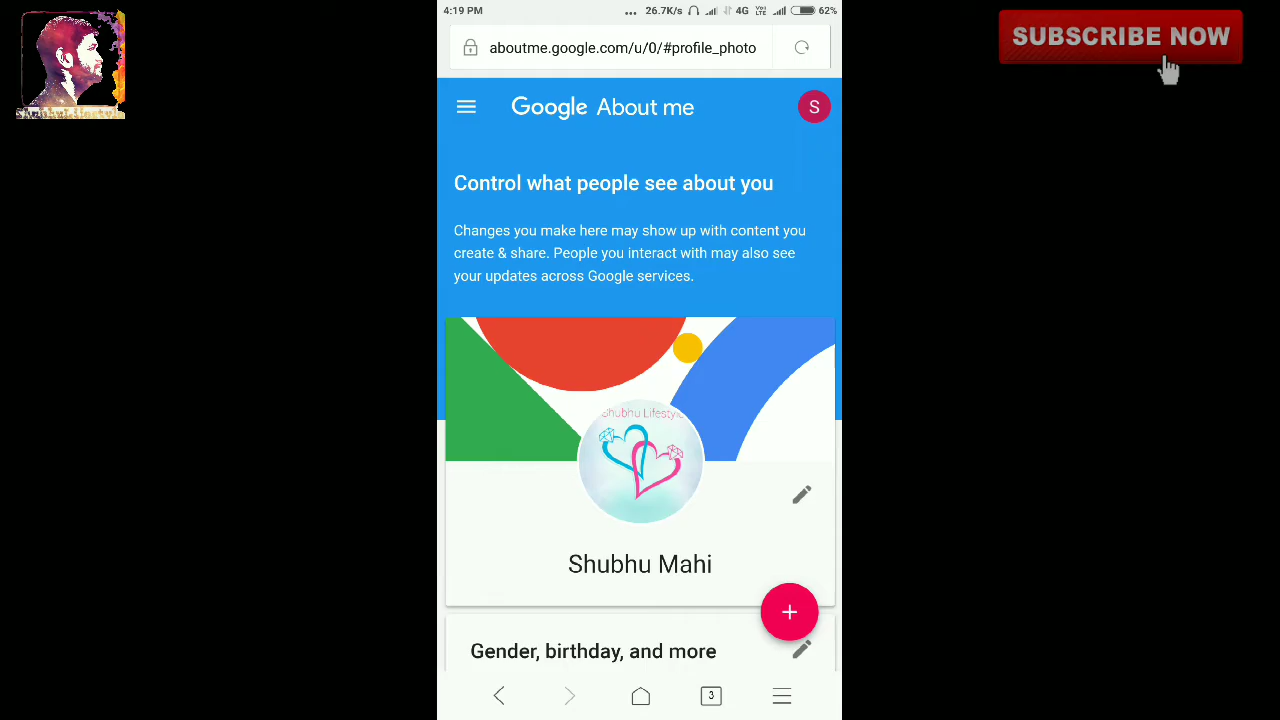 4:19 PM
... 26.7K/s 4G Vo LTE 62%
SUBSCRIBE NOW
aboutme.google.com/u/0/#profile_photo
Google About me
S
Control what people see about you
Changes you make here may show up with content you
create & share. People you interact with may also see
your updates across Google services.
Shubhu Lifestyle
Shubhu Mahi
+
Gender, birthday, and more
3